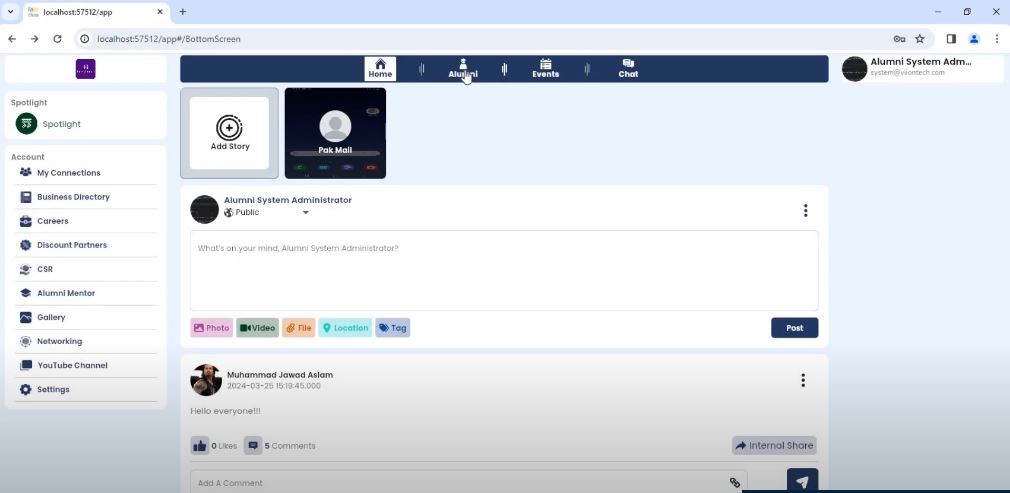 localhost:57512/app
localhost:57512/app#/BottomScreen
Home
Alumni
Events
Chat
Alumni System Adm...
system@viiontech.com
Spotlight
Spotlight
Account
My Connections
Business Directory
Careers
Discount Partners
CSR
Alumni Mentor
Gallery
Networking
YouTube Channel
Settings
Add Story
Pak Mail
Alumni System Administrator
Public
What's on your mind, Alumni System Administrator?
Photo
Video
File
Location
Tag
Post
Muhammad Jawad Aslam
2024-03-25 15:19:45.000
Hello everyone!!!
0 Likes
5 Comments
Internal Share
Add A Comment